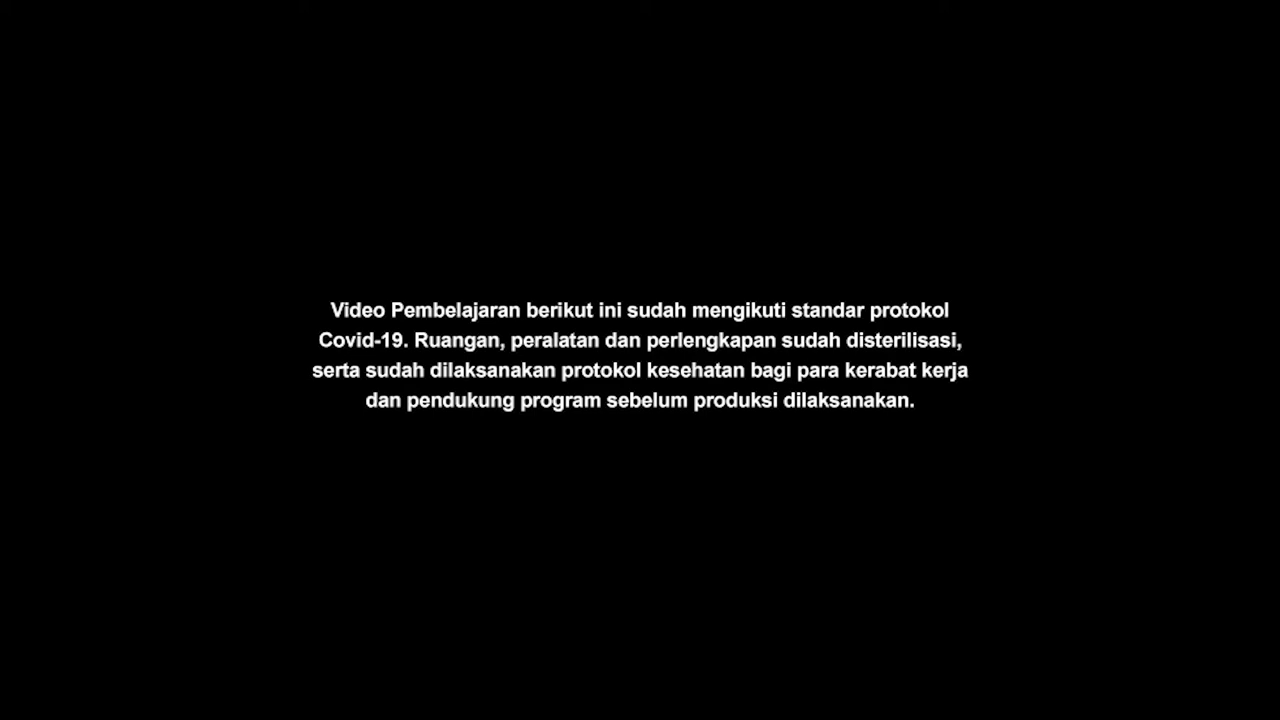 Video Pembelajaran berikut ini sudah mengikuti standar protokol
Covid-19. Ruangan, peralatan dan perlengkapan sudah disterilisasi,
serta sudah dilaksanakan protokol kesehatan bagi para kerabat kerja
dan pendukung program sebelum produksi dilaksanakan.